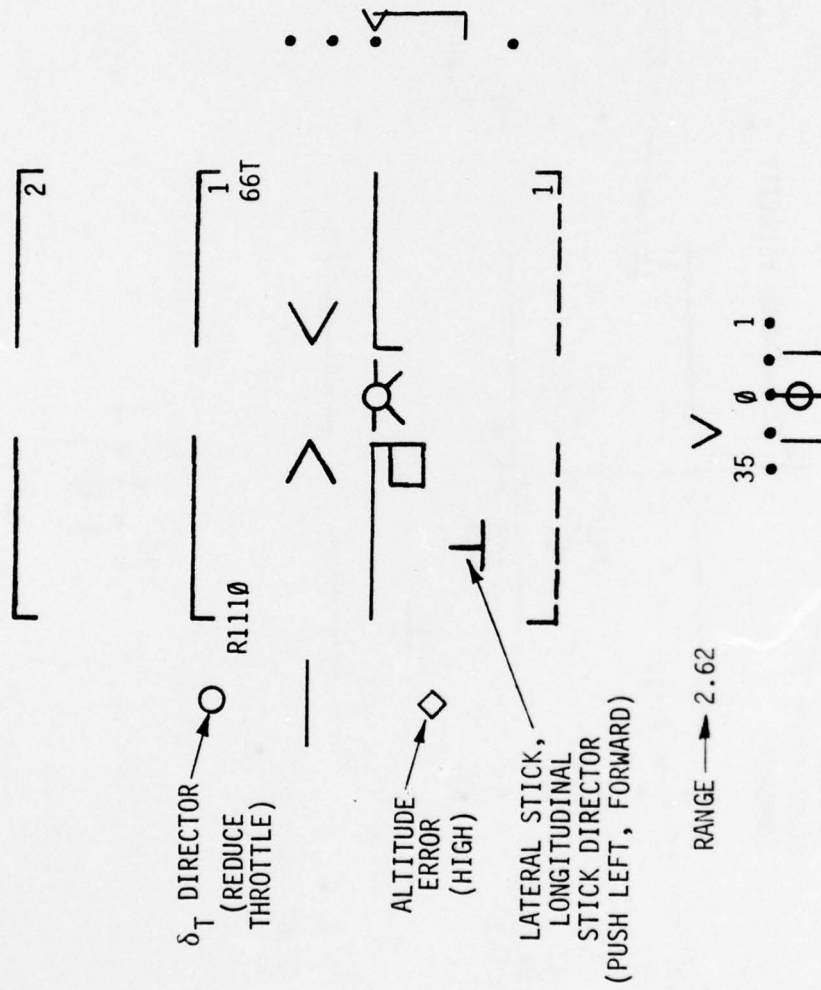 2
1
66T
R111Ø
δT DIRECTOR
(REDUCE
THROTTLE)
ALTITUDE
ERROR
(HIGH)
1
LATERAL STICK,
LONGITUDINAL
STICK DIRECTOR
(PUSH LEFT, FORWARD)
RANGE 2.62
35 Ø 1